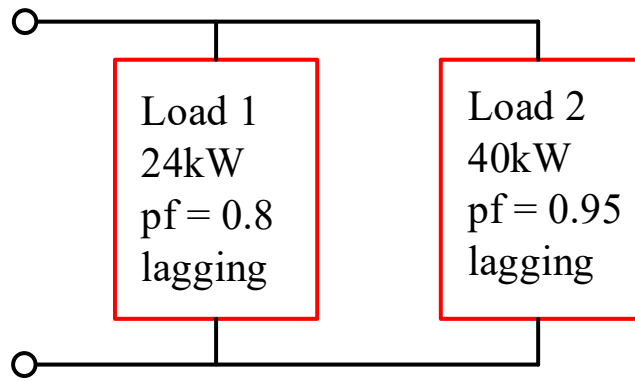 Load 1
24kW
pf = 0.8
lagging
Load 2
40kW
pf = 0.95
lagging